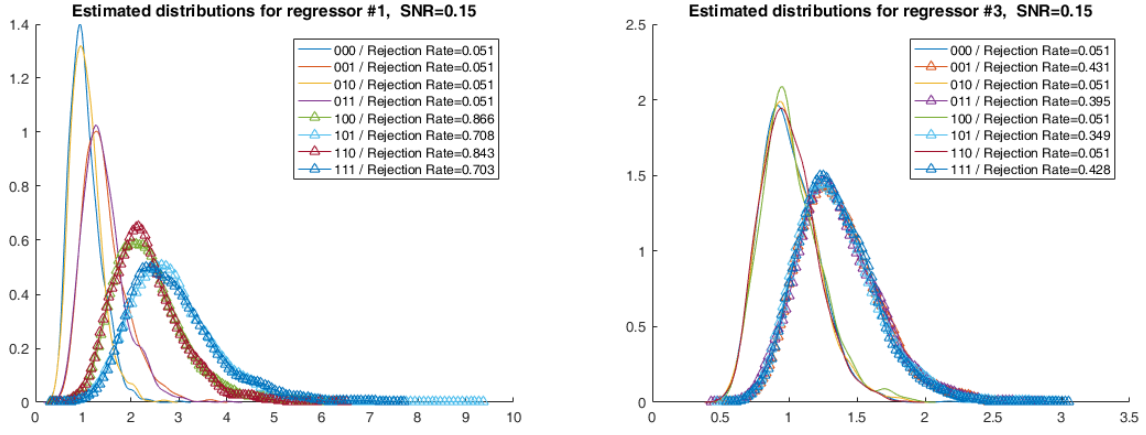 Estimated distributions for regressor #1, SNR=0.15
1.4
1.2
1
0.8
0.6
0.4
0.2
0
0 1 2 3 4 5 6 7 8 9 10
000 / Rejection Rate=0.051
001 / Rejection Rate=0.051
010 / Rejection Rate=0.051
011 / Rejection Rate=0.051
100 / Rejection Rate=0.866
101 / Rejection Rate=0.708
110 / Rejection Rate=0.843
111 / Rejection Rate=0.703
Estimated distributions for regressor #3, SNR=0.15
2.5
2
1.5
1
0.5
0
0 0.5 1 1.5 2 2.5 3 3.5
000 / Rejection Rate=0.051
001 / Rejection Rate=0.431
010 / Rejection Rate=0.051
011 / Rejection Rate=0.395
100 / Rejection Rate=0.051
101 / Rejection Rate=0.349
110 / Rejection Rate=0.051
111 / Rejection Rate=0.428